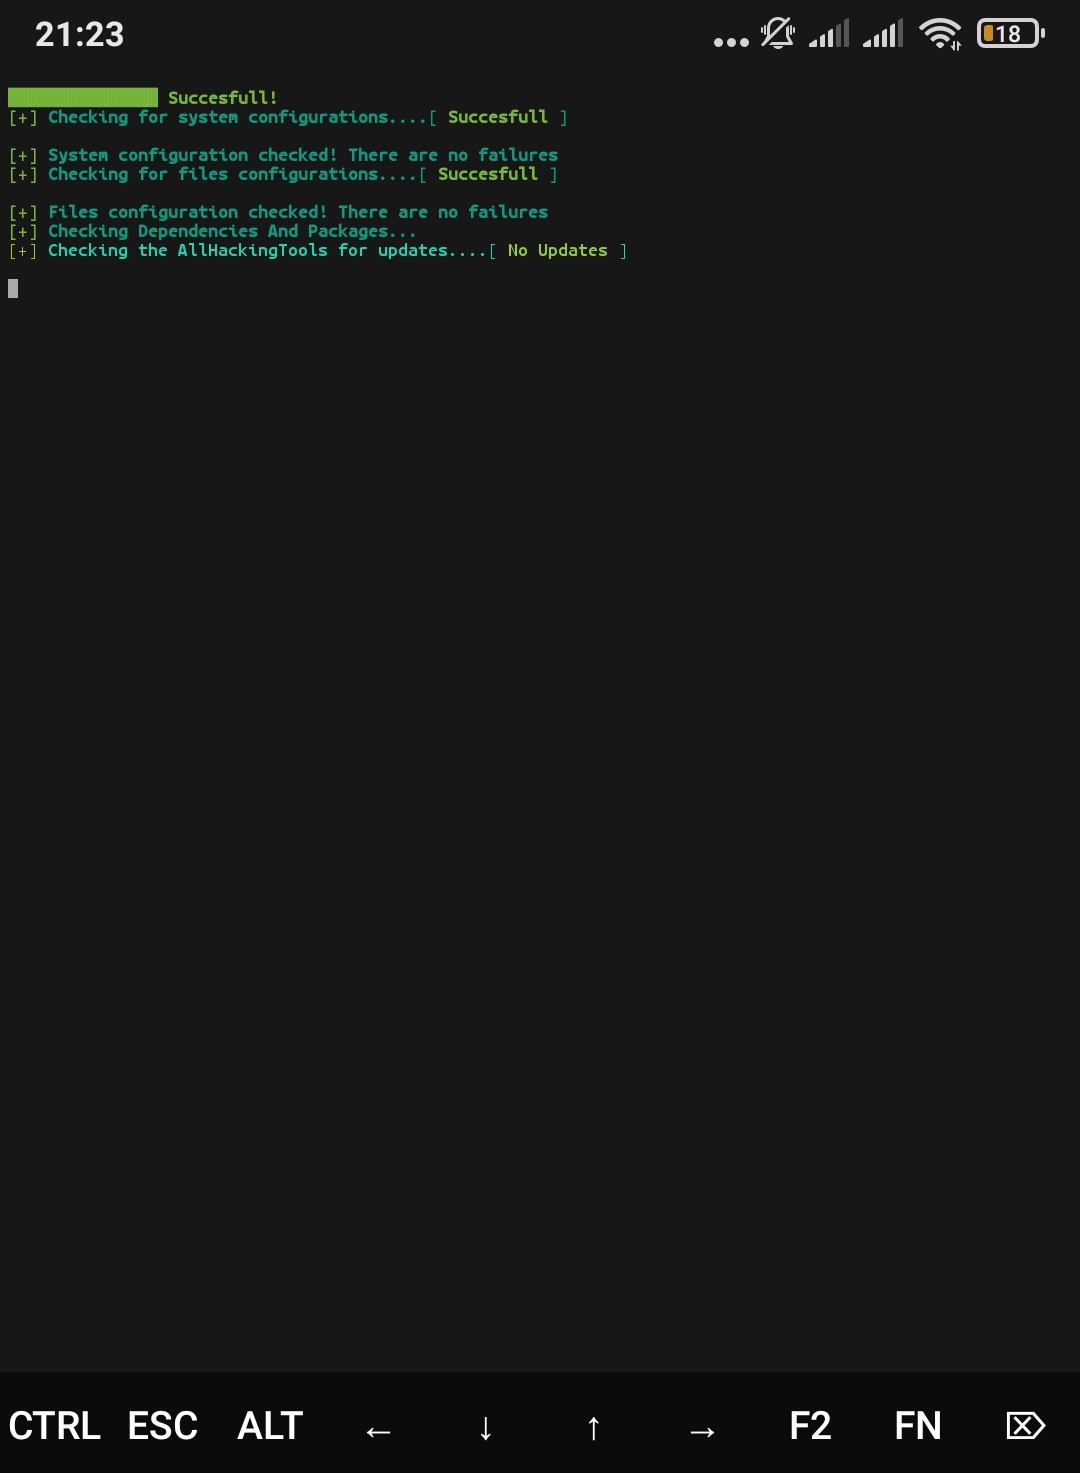 21:23
18
Succesfull!
[+] Checking for system configurations....[ Succesfull ]
[+] System configuration checked! There are no failures
[+] Checking for files configurations....[ Succesfull ]
[+] Files configuration checked! There are no failures
[+] Checking Dependencies And Packages...
[+] Checking the AllHackingTools for updates....[ No Updates ]
CTRL ESC ALT ← ↓ ↑ → F2 FN